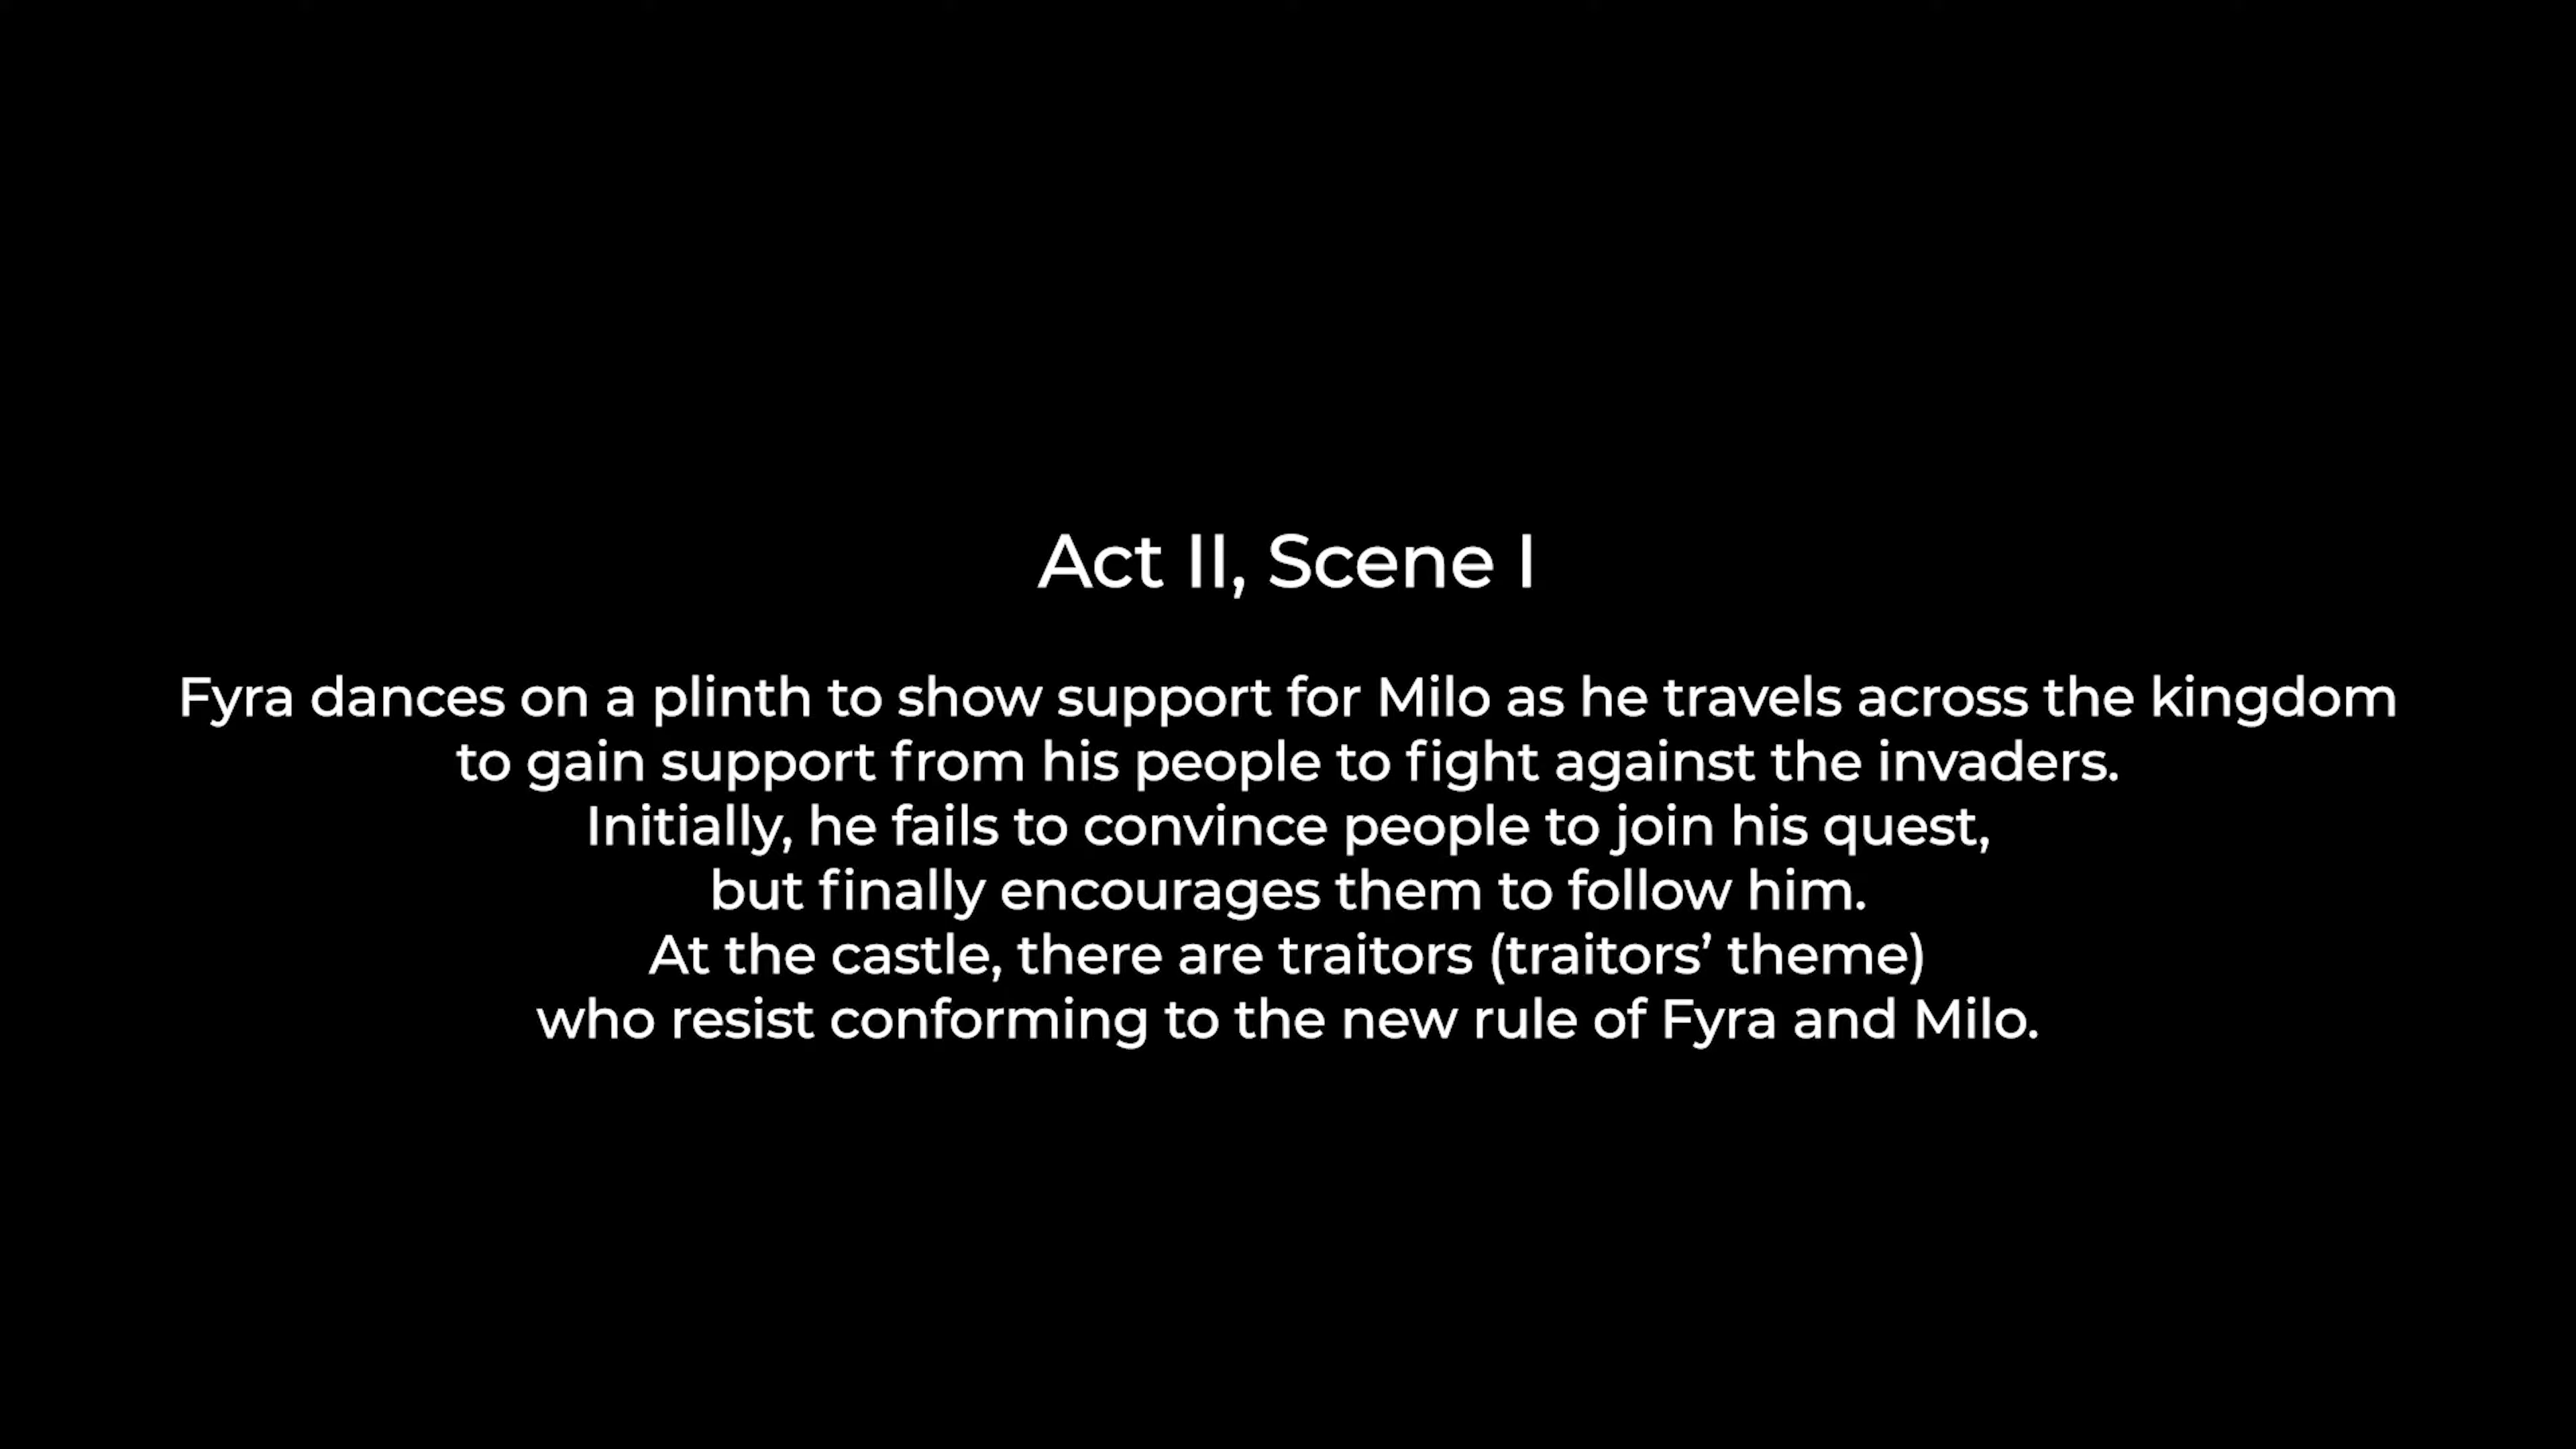 Act II, Scene I
Fyra dances on a plinth to show support for Milo as he travels across the kingdom
to gain support from his people to fight against the invaders.
Initially, he fails to convince people to join his quest,
but finally encourages them to follow him.
At the castle, there are traitors (traitors’ theme)
who resist conforming to the new rule of Fyra and Milo.